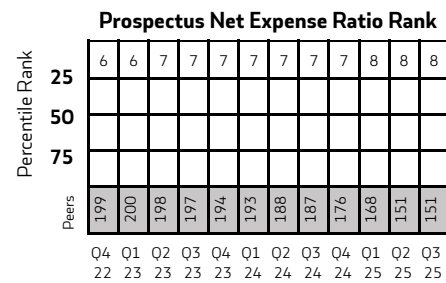 Prospectus Net Expense Ratio Rank
Percentile Rank
6 6 7 7 7 7 7 7 7 8 8 8
25
50
75
Peers
199 200 198 197 194 193 188 187 176 168 151 151
Q4 Q1 Q2 Q3 Q4 Q1 Q2 Q3 Q4 Q1 Q2 Q3
22 23 23 23 23 24 24 24 24 25 25 25